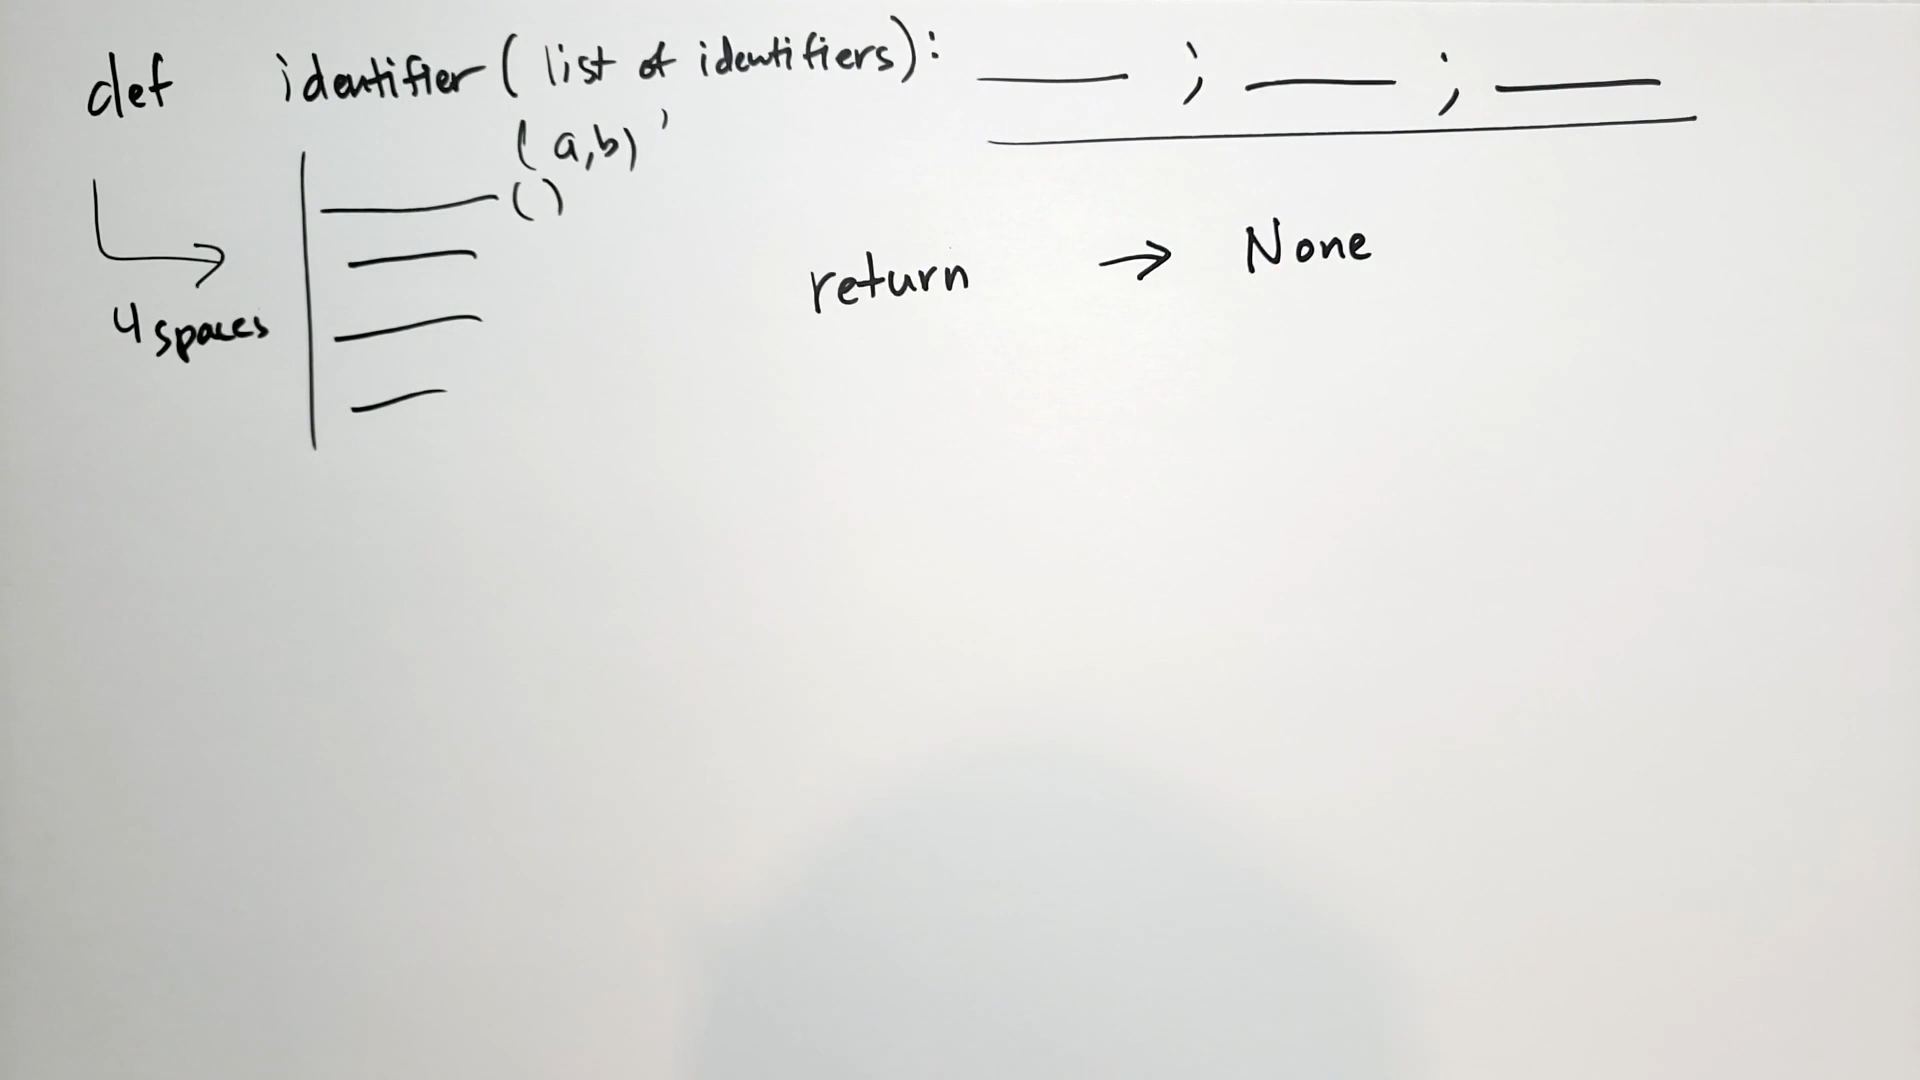 def identifier( list of identifiers): ; ;
(a,b)
()
4 spaces
return → None